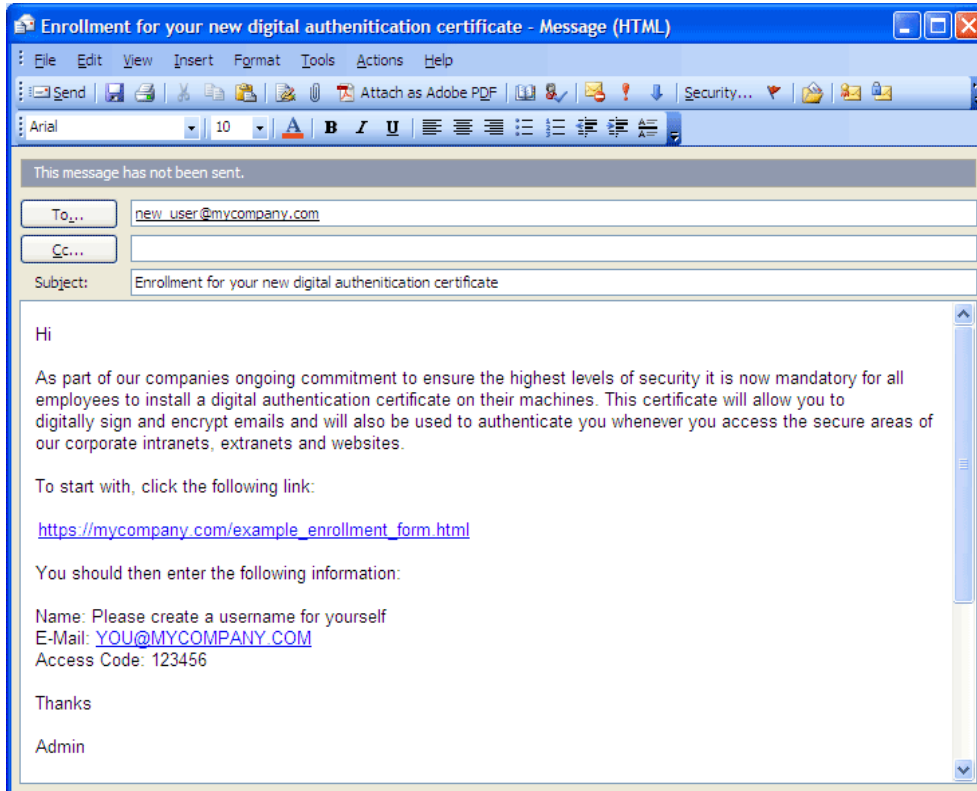 Enrollment for your new digital authenitication certificate - Message (HTML)
File Edit View Insert Format Tools Actions Help
Send Attach as Adobe PDF Security...
Arial 10 A B I U
This message has not been sent.
To... new_user@mycompany.com
Cc...
Subject: Enrollment for your new digital authenitication certificate
Hi
As part of our companies ongoing commitment to ensure the highest levels of security it is now mandatory for all
employees to install a digital authentication certificate on their machines. This certificate will allow you to
digitally sign and encrypt emails and will also be used to authenticate you whenever you access the secure areas of
our corporate intranets, extranets and websites.
To start with, click the following link:
https://mycompany.com/example_enrollment_form.html
You should then enter the following information:
Name: Please create a username for yourself
E-Mail: YOU@MYCOMPANY.COM
Access Code: 123456
Thanks
Admin